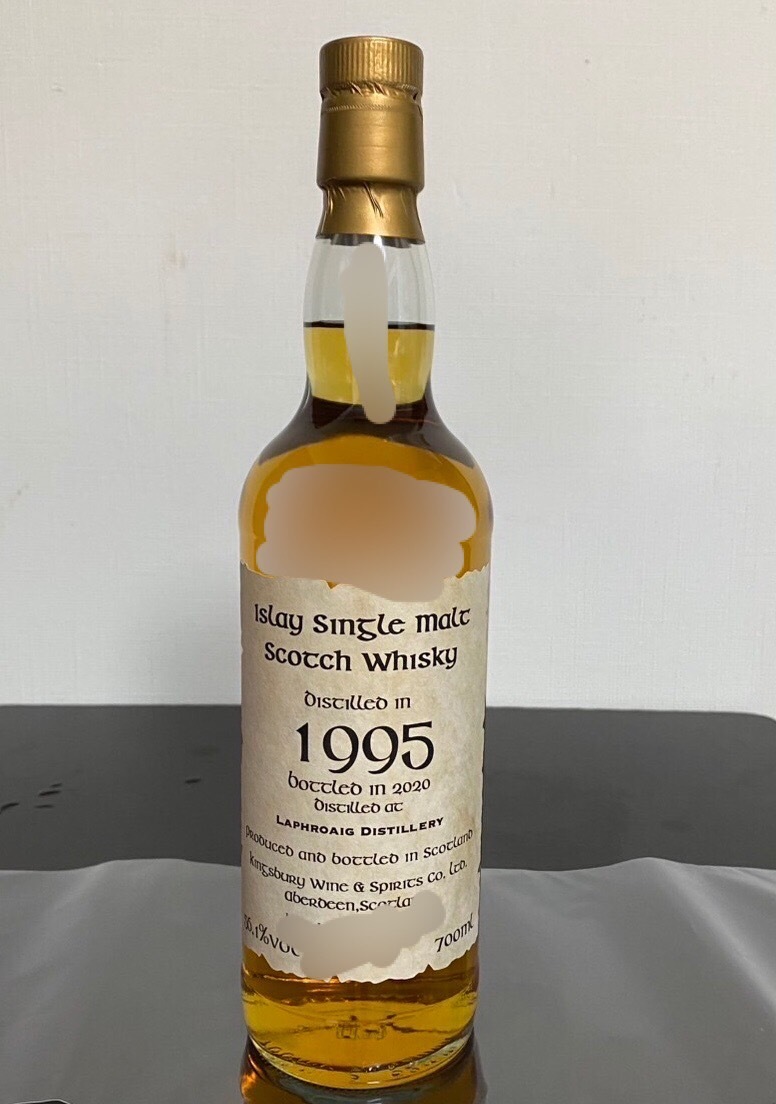 Islay Single Malt
Scotch Whisky
Distilled in
1995
bottled in 2020
Distilled at
LAPHROAIG DISTILLERY
Produced and bottled in Scotland
Kingsbury Wine & Spirits Co. Ltd.
Aberdeen,
700ml